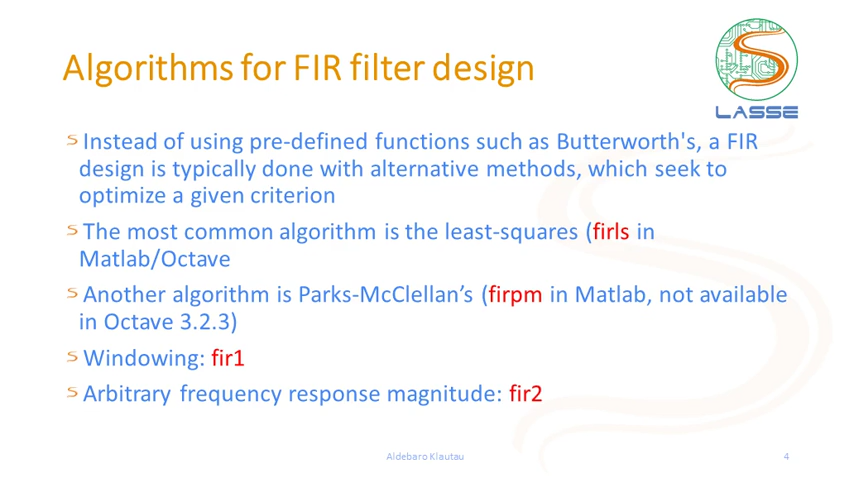 Algorithms for FIR filter design
LASSE
Instead of using pre-defined functions such as Butterworth's, a FIR
design is typically done with alternative methods, which seek to
optimize a given criterion
The most common algorithm is the least-squares (firls in
Matlab/Octave
Another algorithm is Parks-McClellan’s (firpm in Matlab, not available
in Octave 3.2.3)
Windowing: fir1
Arbitrary frequency response magnitude: fir2
Aldebaro Klautau
4